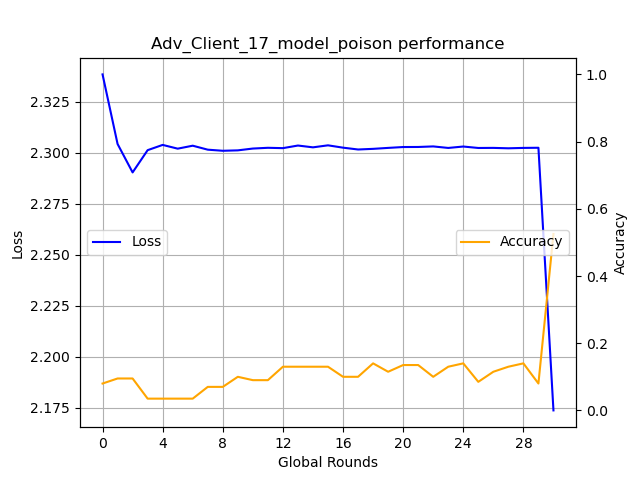 Adv_Client_17_model_poison performance
2.325
2.300
2.275
2.250
2.225
2.200
2.175
Loss
Loss
Accuracy
1.0
0.8
0.6
0.4
0.2
0.0
Accuracy
0 4 8 12 16 20 24 28
Global Rounds